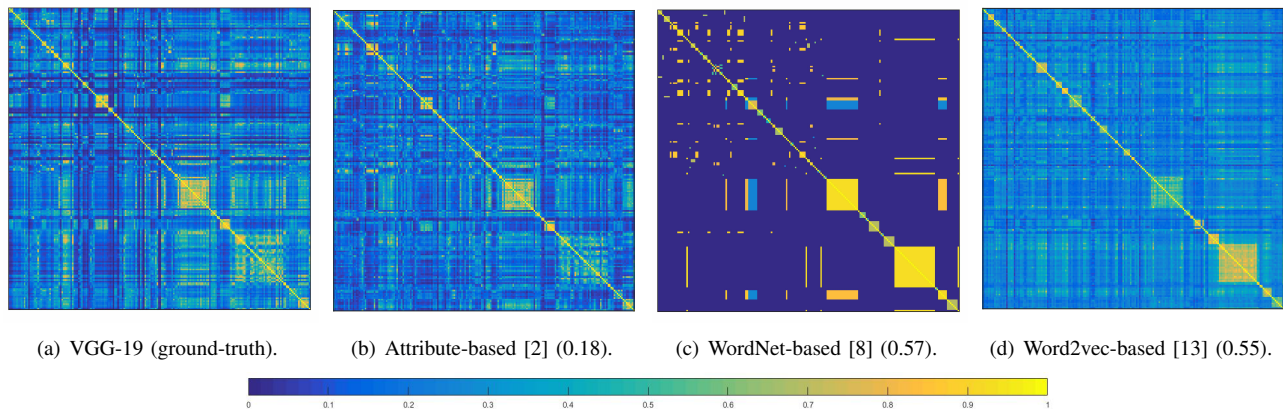 (a) VGG-19 (ground-truth). (b) Attribute-based [2] (0.18). (c) WordNet-based [8] (0.57). (d) Word2vec-based [13] (0.55).
0 0.1 0.2 0.3 0.4 0.5 0.6 0.7 0.8 0.9 1